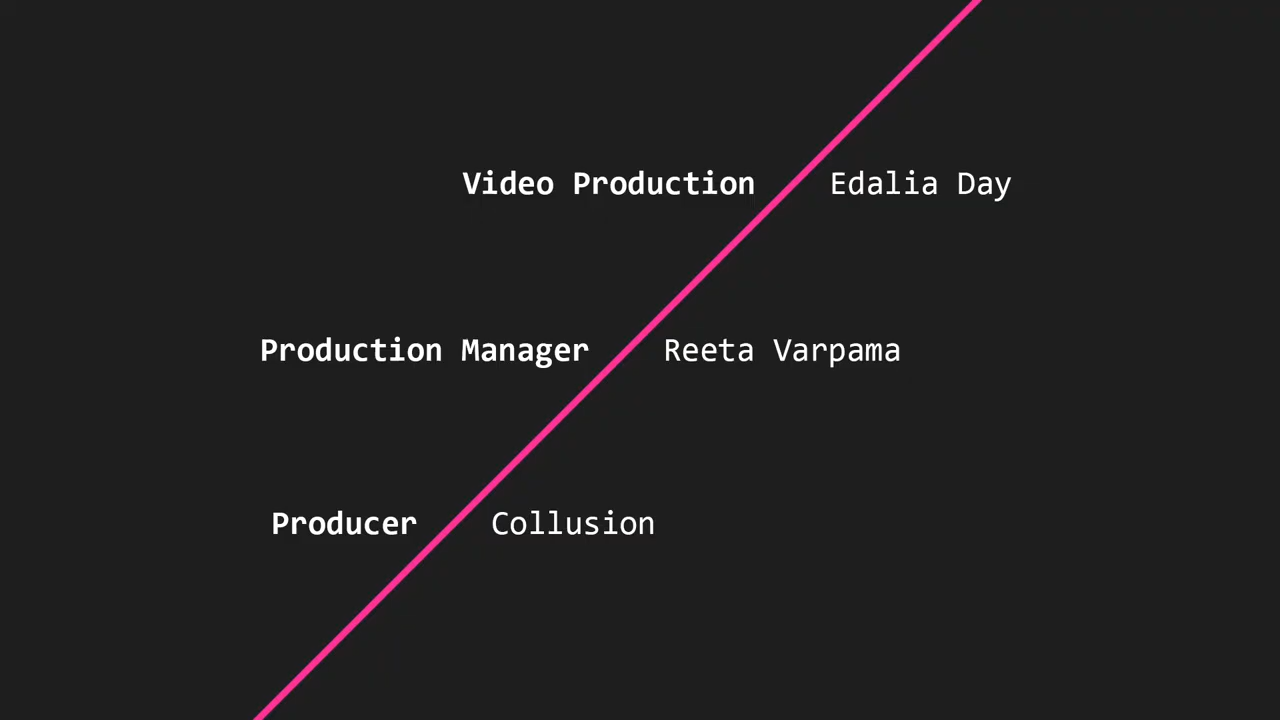 Video Production Edalia Day
Production Manager Reeta Varpama
Producer Collusion